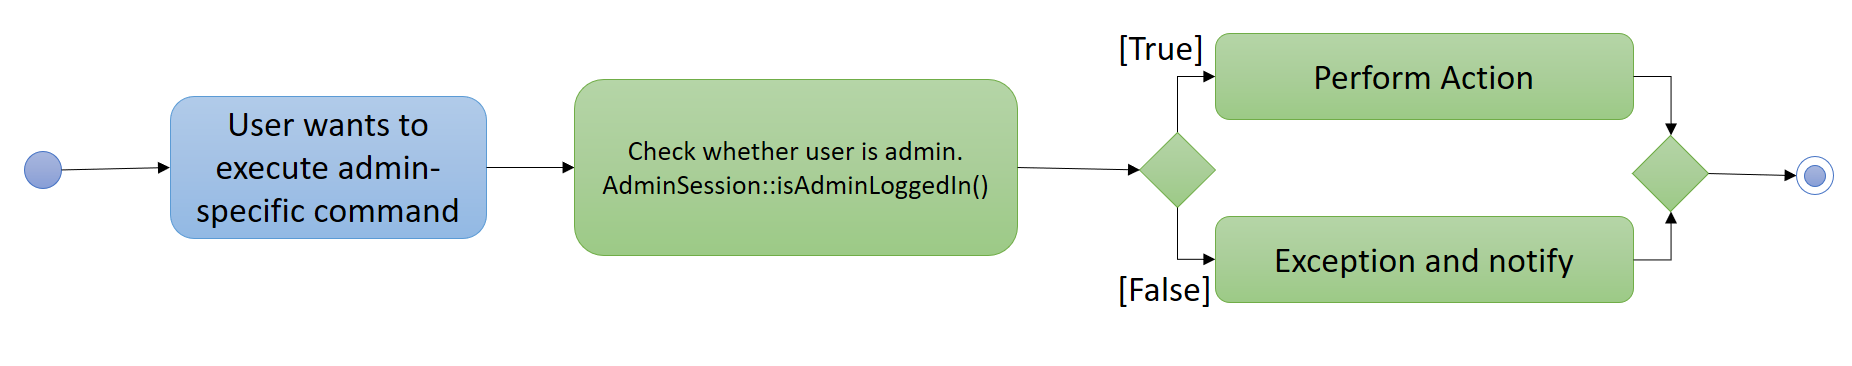 User wants to
execute admin-
specific command
Check whether user is admin.
AdminSession::isAdminLoggedIn()
[True]
Perform Action
[False]
Exception and notify